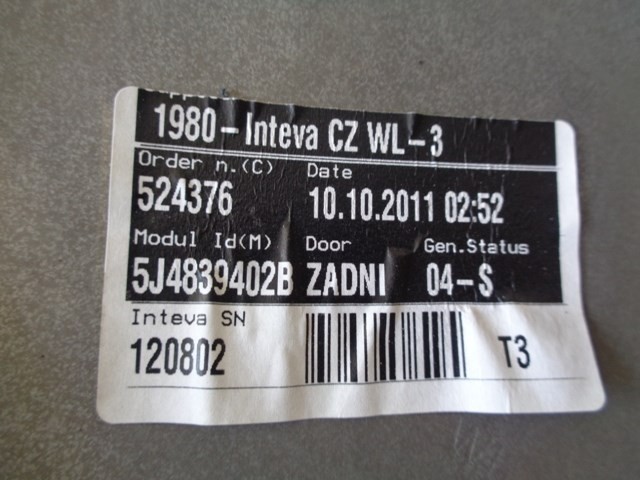 1980-Inteva CZ WL-3
Order n.(C) Date
524376 10.10.2011 02:52
Modul Id(M) Door Gen.Status
5J4839402B ZADNI 04-S
Inteva SN
120802 T3